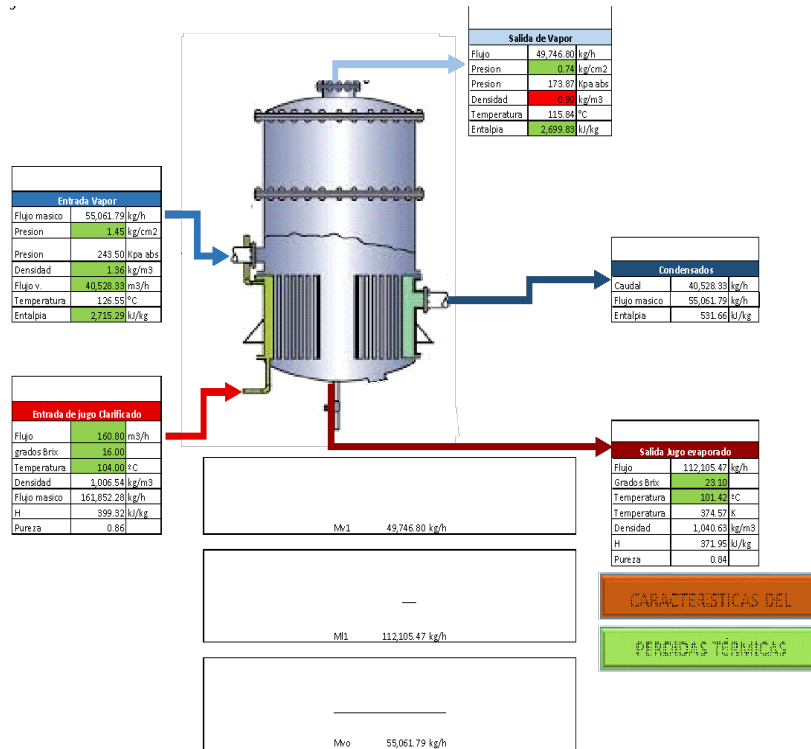 Salida de Vapor
Flujo 49,746.80 kg/h
Presion 0.74 kg/cm2
Presion 173.87 Kpa abs
Densidad 0.99 kg/m3
Temperatura 115.84 °C
Entalpia 2,699.83 kJ/kg
Entrada Vapor
Flujo masico 55,061.79 kg/h
Presion 1.45 kg/cm2
Presion 243.50 Kpa abs
Densidad 1.36 kg/m3
Flujo v. 40,528.33 m3/h
Temperatura 126.55 °C
Entalpia 2,715.29 kJ/kg
Condensados
Caudal 40,528.33 kg/h
Flujo masico 55,061.79 kg/h
Entalpia 531.66 kJ/kg
Entrada de jugo Clarificado
Flujo 160.80 m3/h
grados Brix 16.00
Temperatura 104.00 °C
Densidad 1,006.54 kg/m3
Flujo masico 161,852.28 kg/h
H 399.32 kJ/kg
Pureza 0.86
Salida Jugo evaporado
Flujo 112,105.47 kg/h
Grados Brix 23.10
Temperatura 101.42 °C
Temperatura 374.57 K
Densidad 1,040.63 kg/m3
H 371.95 kJ/kg
Pureza 0.84
Mv1 49,746.80 kg/h
Ml1 112,105.47 kg/h
Mvo 55,061.79 kg/h
CARACTERISTICAS DEL
PERDIDAS TÉRMICAS